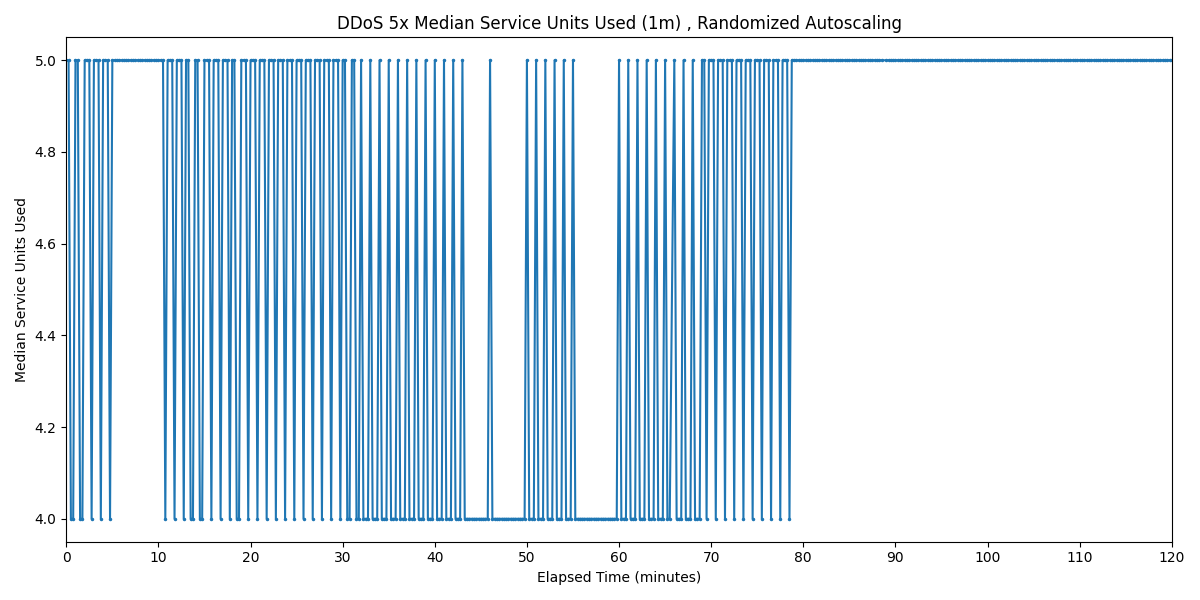 DDoS 5x Median Service Units Used (1m) , Randomized Autoscaling
5.0
4.8
4.6
4.4
4.2
4.0
Median Service Units Used
0 10 20 30 40 50 60 70 80 90 100 110 120
Elapsed Time (minutes)